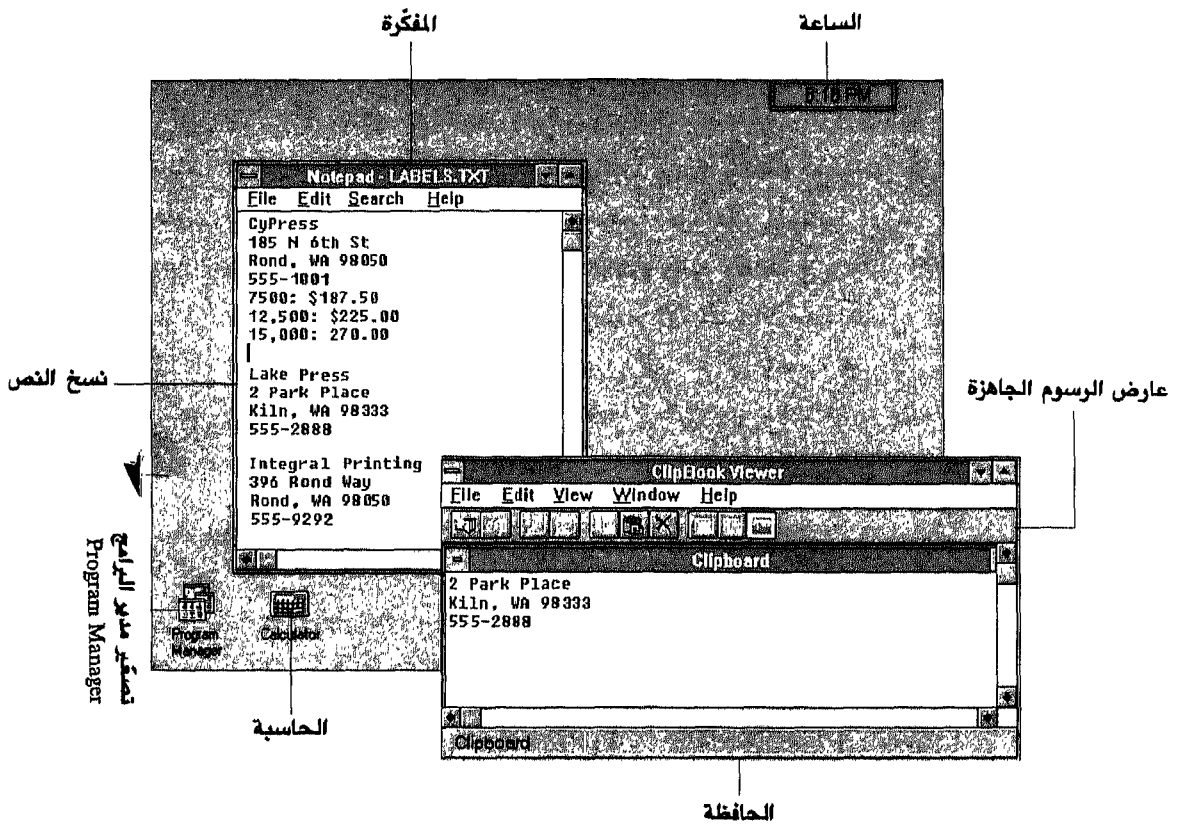 المفكّرة
الساعة
Notepad - LABELS.TXT
File Edit Search Help
CyPress
185 N 6th St
Rond, WA 98050
555-1001
7500: $187.50
12,500: $225.00
15,000: 270.00
Lake Press
2 Park Place
Kiln, WA 98333
555-2888
Integral Printing
396 Rond Way
Rond, WA 98050
555-9292
نسخ النص
عارض الرسوم الجاهزة
ClipBook Viewer
File Edit View Window Help
Clipboard
2 Park Place
Kiln, WA 98333
555-2888
Clipboard
تصغير مدير البرامج
Program Manager
Program
Manager
Calculator
الحاسبة
الحافظة